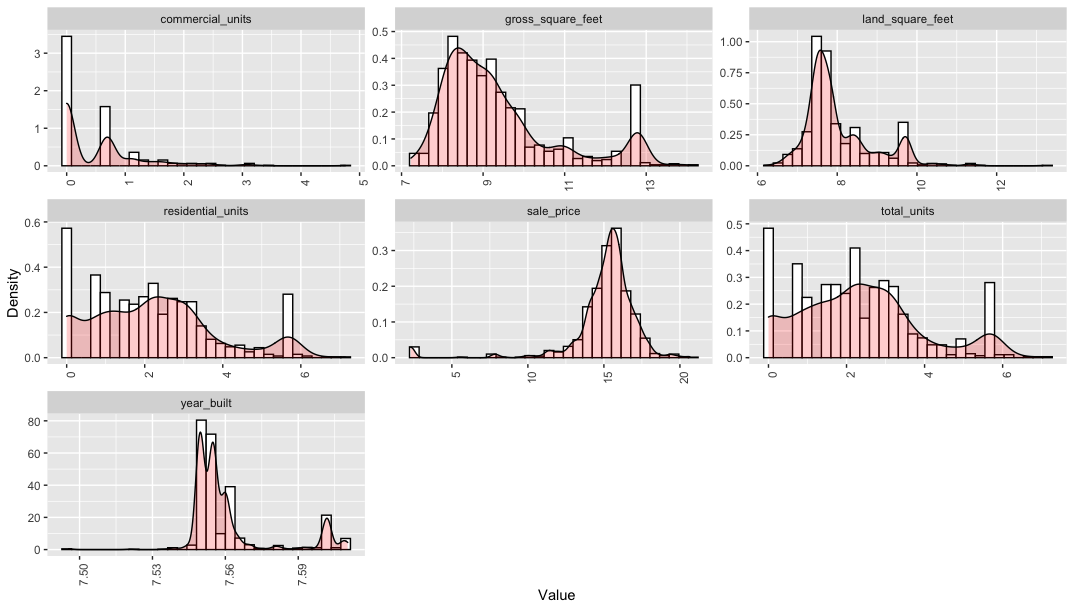 commercial_units
gross_square_feet
land_square_feet
3
2
1
0
0 1 2 3 4 5
0.5
0.4
0.3
0.2
0.1
0.0
7 9 11 13
1.00
0.75
0.50
0.25
0.00
6 8 10 12
residential_units
sale_price
total_units
0.6
0.4
0.2
0.0
0 2 4 6
0.3
0.2
0.1
0.0
5 10 15 20
0.5
0.4
0.3
0.2
0.1
0.0
0 2 4 6
Density
year_built
80
60
40
20
0
7.50 7.53 7.56 7.59
Value